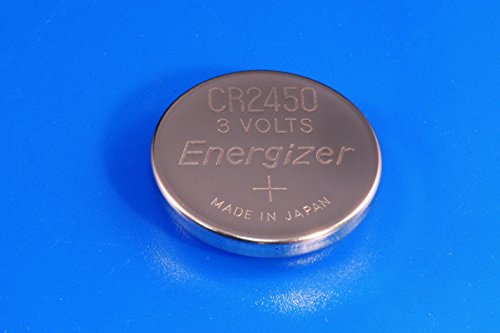 CR2450
3 VOLTS
Energizer
+
MADE IN JAPAN